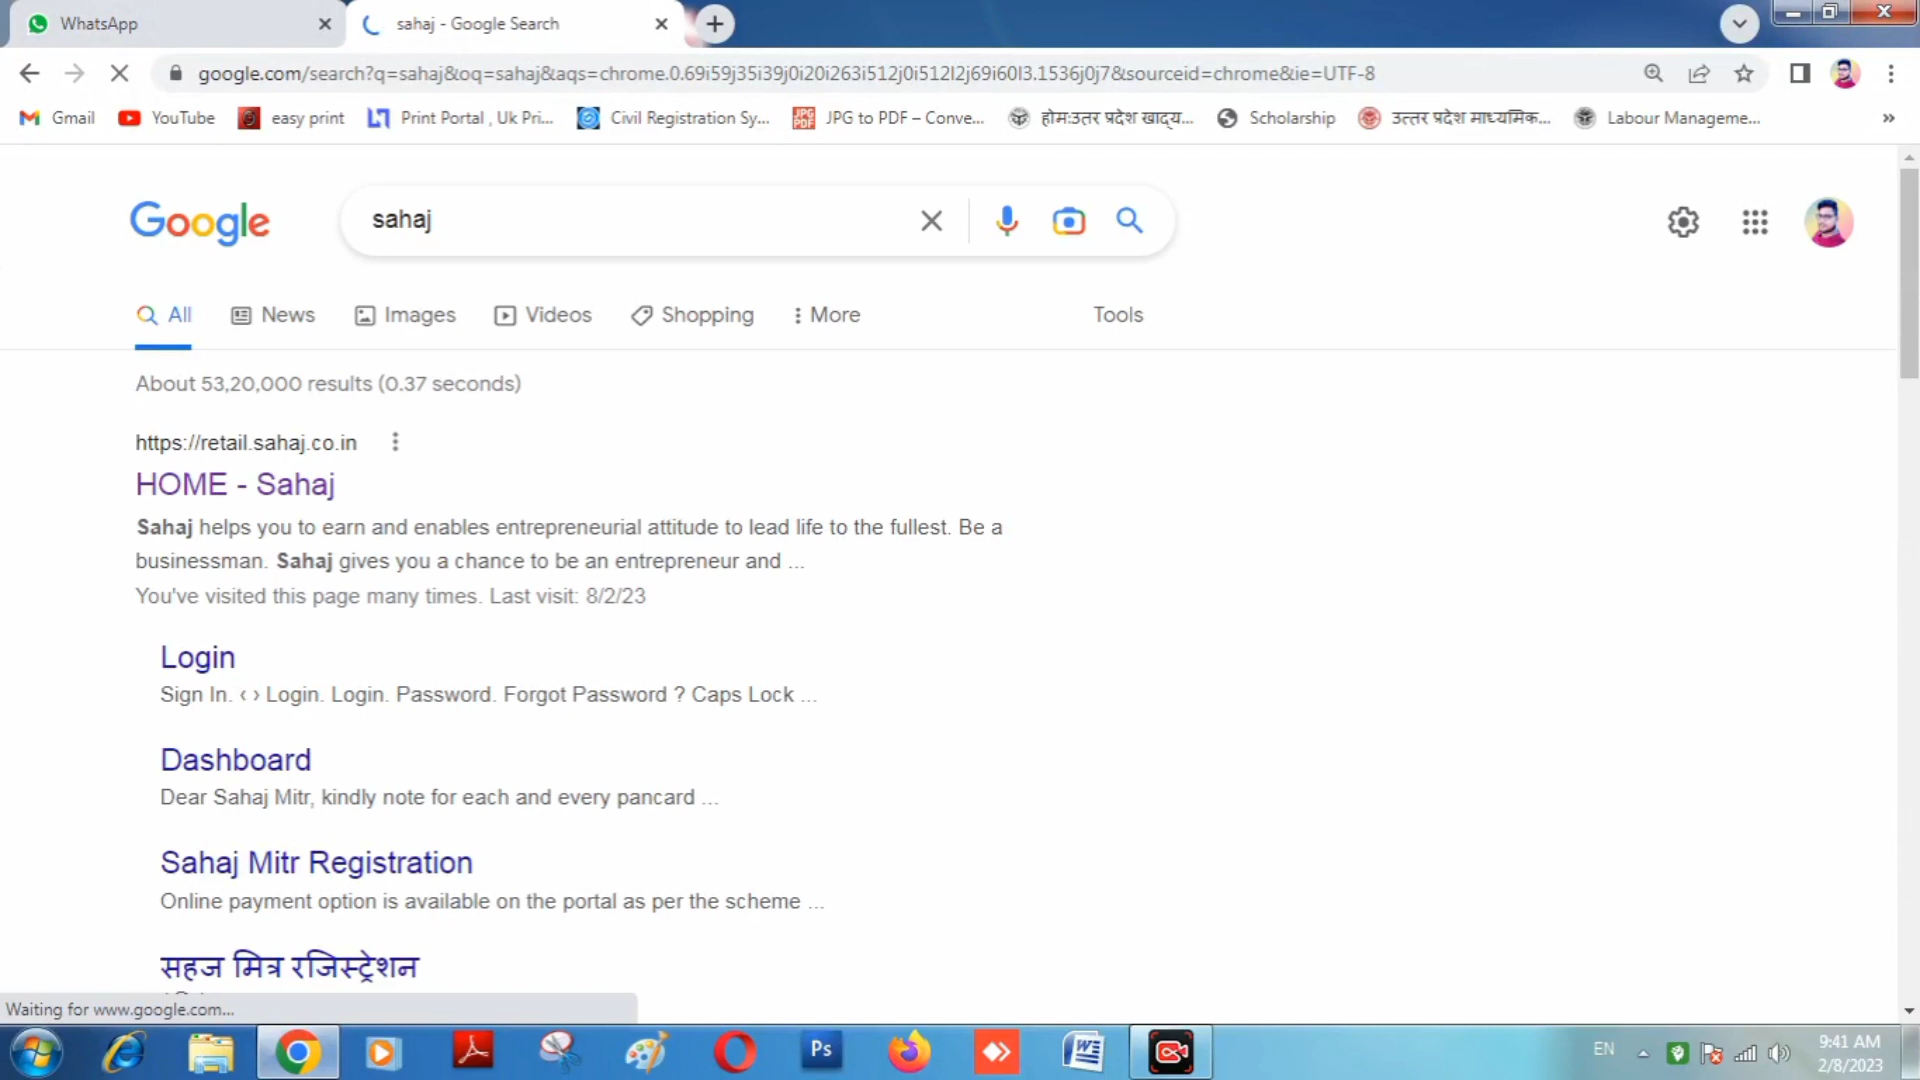 WhatsApp
sahaj - Google Search
google.com/search?q=sahaj&oq=sahaj&aqs=chrome.0.69i59j35i39j0i20i263i512j0i512l2j69i60l3.1536j0j7&sourceid=chrome&ie=UTF-8
Gmail YouTube easy print Print Portal , Uk Pri... Civil Registration Sy... JPG to PDF – Conve... होम:उतर प्रदेश खाद्य... Scholarship उत्तर प्रदेश माध्यमिक... Labour Manageme... »
Google
sahaj
All News Images Videos Shopping More Tools
About 53,20,000 results (0.37 seconds)
https://retail.sahaj.co.in
HOME - Sahaj
Sahaj helps you to earn and enables entrepreneurial attitude to lead life to the fullest. Be a
businessman. Sahaj gives you a chance to be an entrepreneur and ...
You've visited this page many times. Last visit: 8/2/23
Login
Sign In. ‹ › Login. Login. Password. Forgot Password ? Caps Lock ...
Dashboard
Dear Sahaj Mitr, kindly note for each and every pancard ...
Sahaj Mitr Registration
Online payment option is available on the portal as per the scheme ...
सहज मित्र रजिस्ट्रेशन
Waiting for www.google.com...
Ps
EN
9:41 AM
2/8/2023